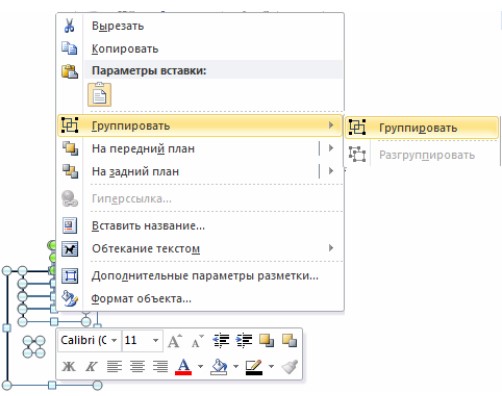 Вырезать
Копировать
Параметры вставки:
Группировать
Группировать
На передний план
Разгруппировать
На задний план
Гиперссылка...
Вставить название...
Обтекание текстом
Дополнительные параметры разметки...
Формат объекта...
Calibri (С 11 A A
Ж К A